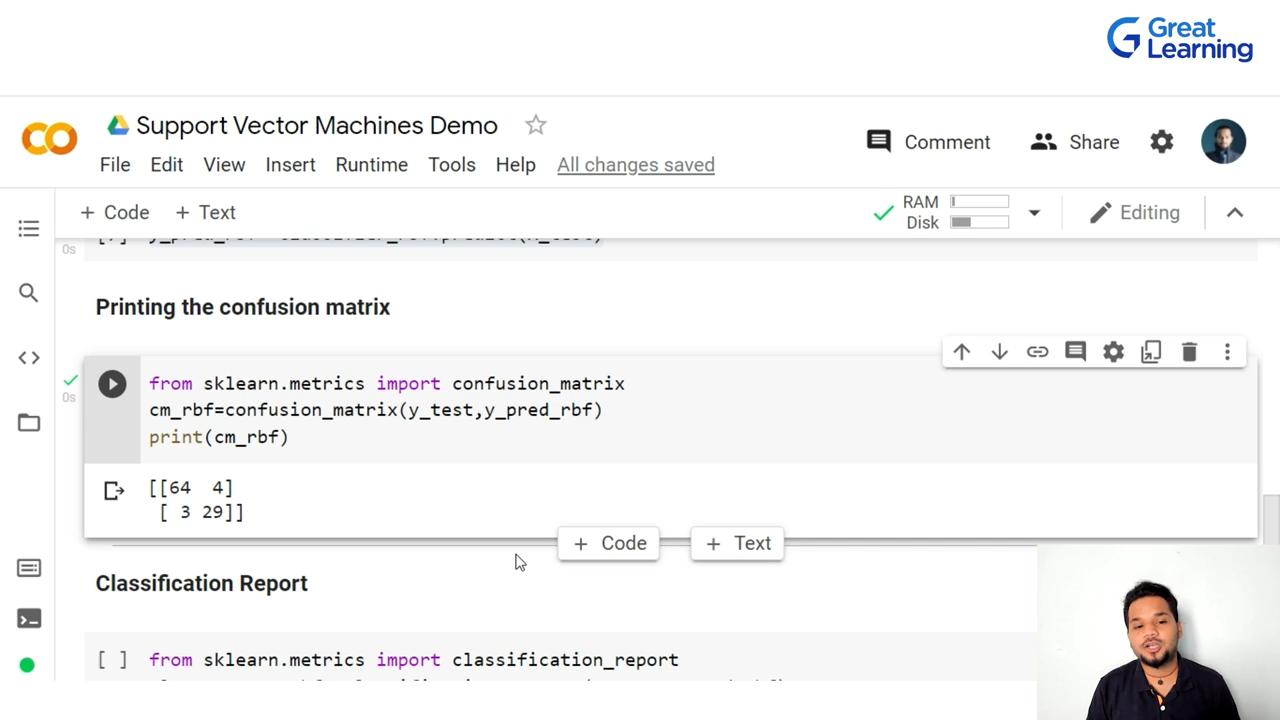 Great
Learning
Support Vector Machines Demo
File Edit View Insert Runtime Tools Help All changes saved
Comment Share
+ Code + Text
RAM
Disk
Editing
0s
Printing the confusion matrix
0s
from sklearn.metrics import confusion_matrix
cm_rbf=confusion_matrix(y_test,y_pred_rbf)
print(cm_rbf)
[[64 4]
[ 3 29]]
+ Code + Text
Classification Report
[ ] from sklearn.metrics import classification_report